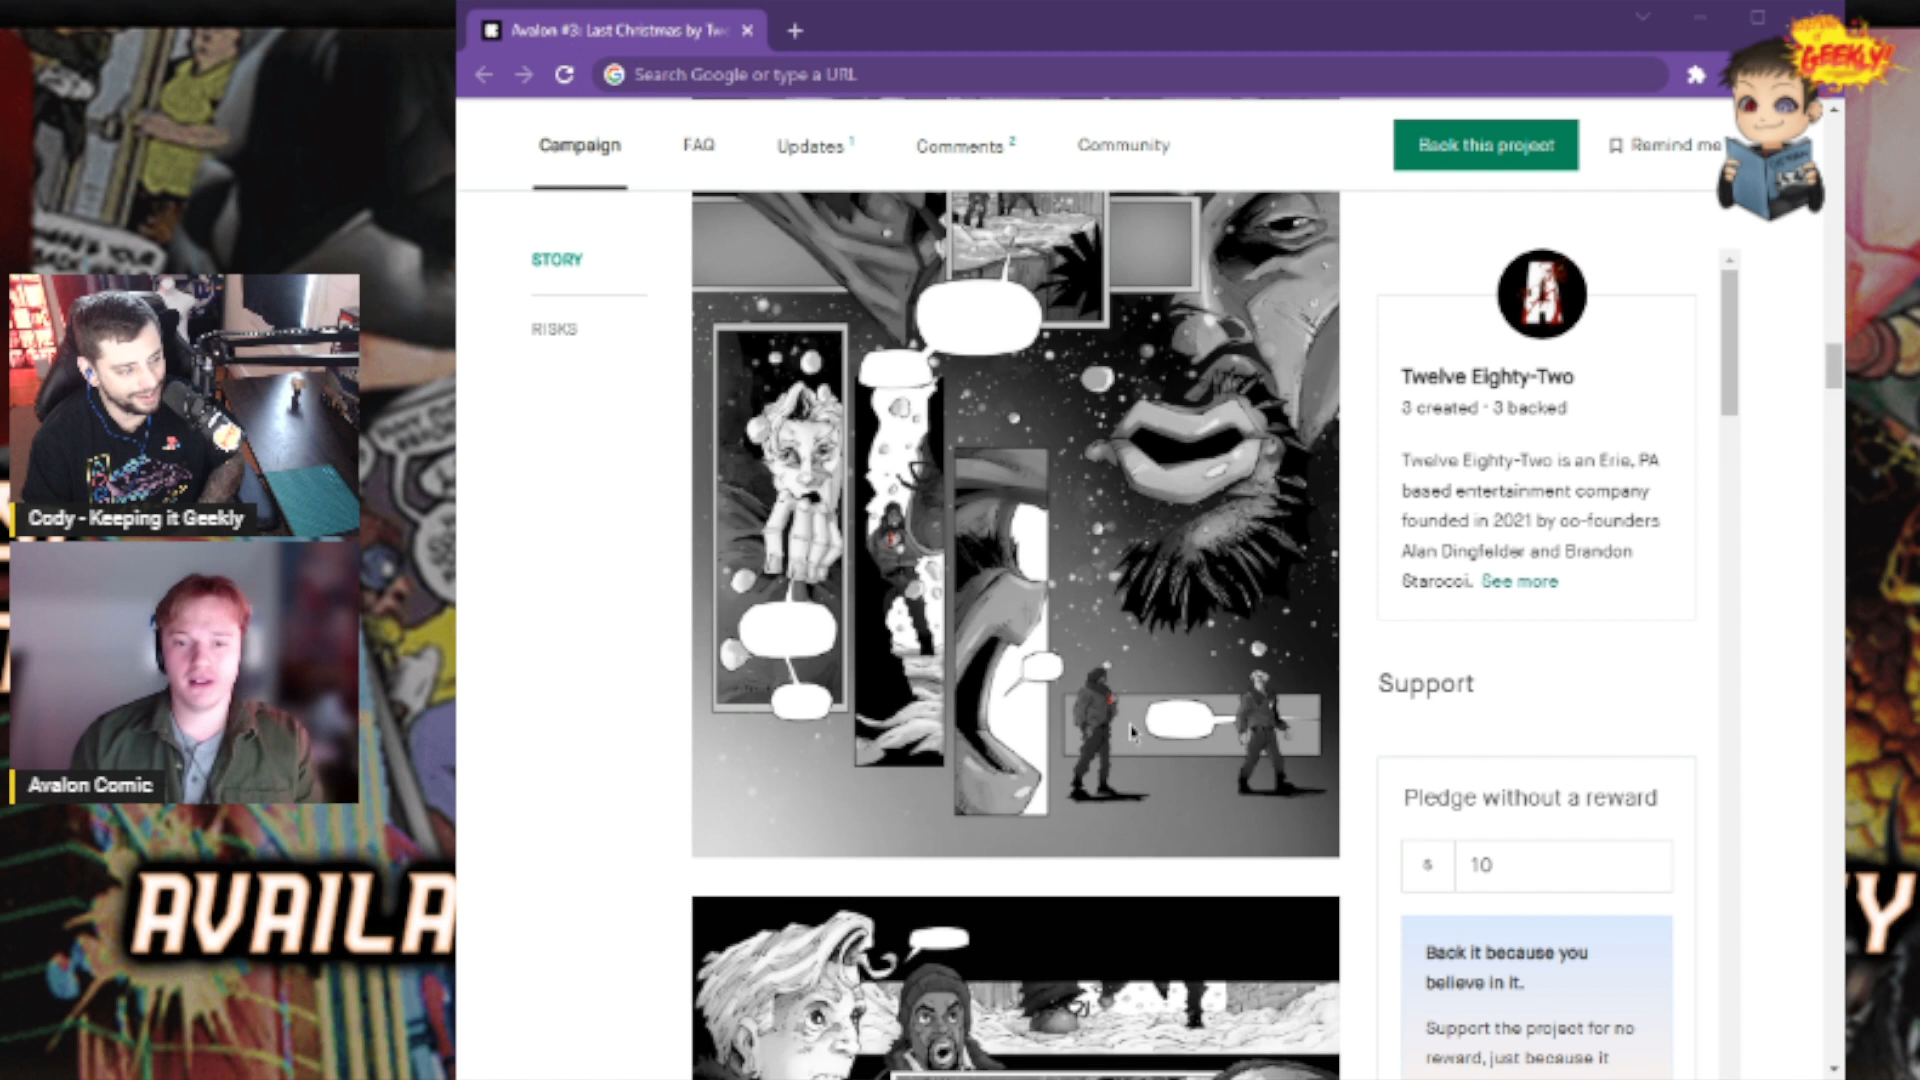 Avalon #3: Last Christmas by Tw
Search Google or type a URL
GEEKLY!
Campaign
FAQ
Updates 1
Comments 2
Community
Back this project
Remind me
STORY
RISKS
A
Twelve Eighty-Two
3 created · 3 backed
Twelve Eighty-Two is an Erie, PA
based entertainment company
founded in 2021 by co-founders
Alan Dingfelder and Brandon
Starocci. See more
Support
Pledge without a reward
$ 10
Back it because you
believe in it.
Support the project for no
reward, just because it
Cody - Keeping it Geekly
Avalon Comic
AVAILA
Y